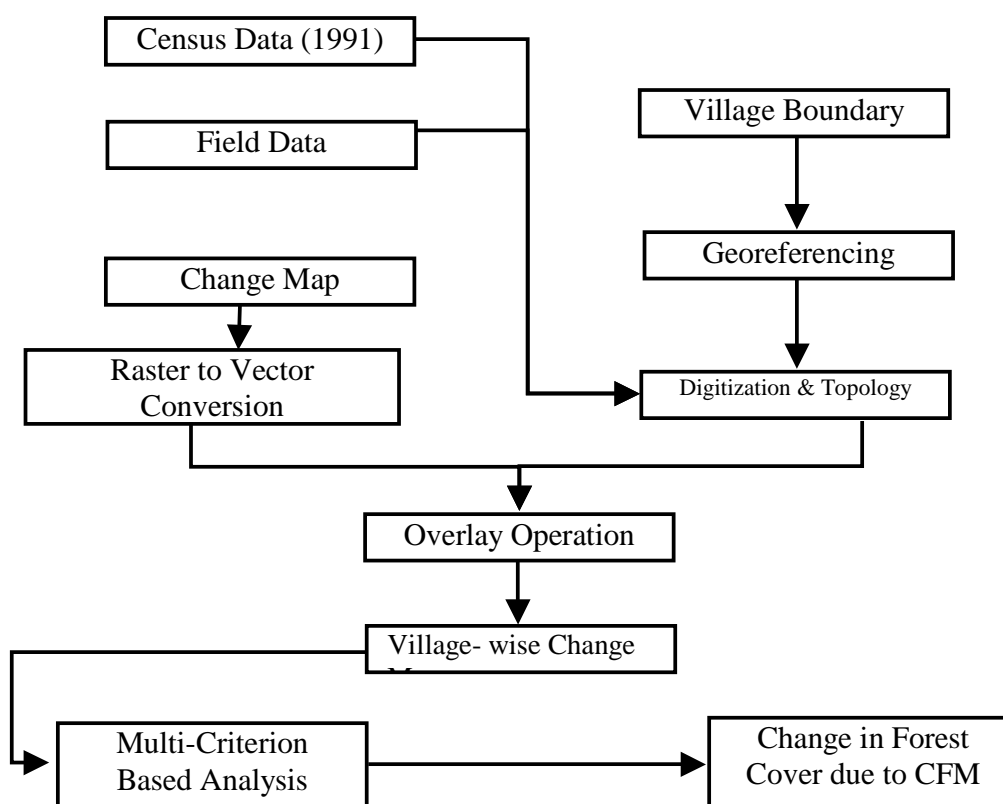 Census Data (1991)
Village Boundary
Field Data
Georeferencing
Change Map
Raster to Vector
Conversion
Digitization & Topology
Overlay Operation
Village- wise Change
Multi-Criterion
Based Analysis
Change in Forest
Cover due to CFM